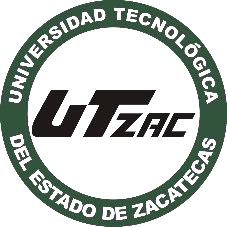 UNIVERSIDAD TECNOLÓGICA
UTZAC
DEL ESTADO DE ZACATECAS